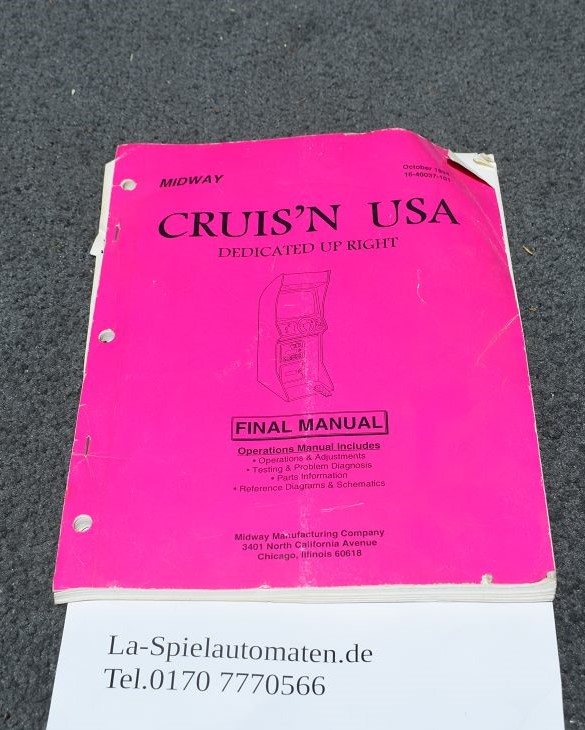 MIDWAY
October 1994
16-40037-101
CRUIS'N USA
DEDICATED UP RIGHT
FINAL MANUAL
Operations Manual Includes
• Operations & Adjustments
• Testing & Problem Diagnosis
• Parts Information
• Reference Diagrams & Schematics
Midway Manufacturing Company
3401 North California Avenue
Chicago, Illinois 60618
La-Spielautomaten.de
Tel.0170 7770566